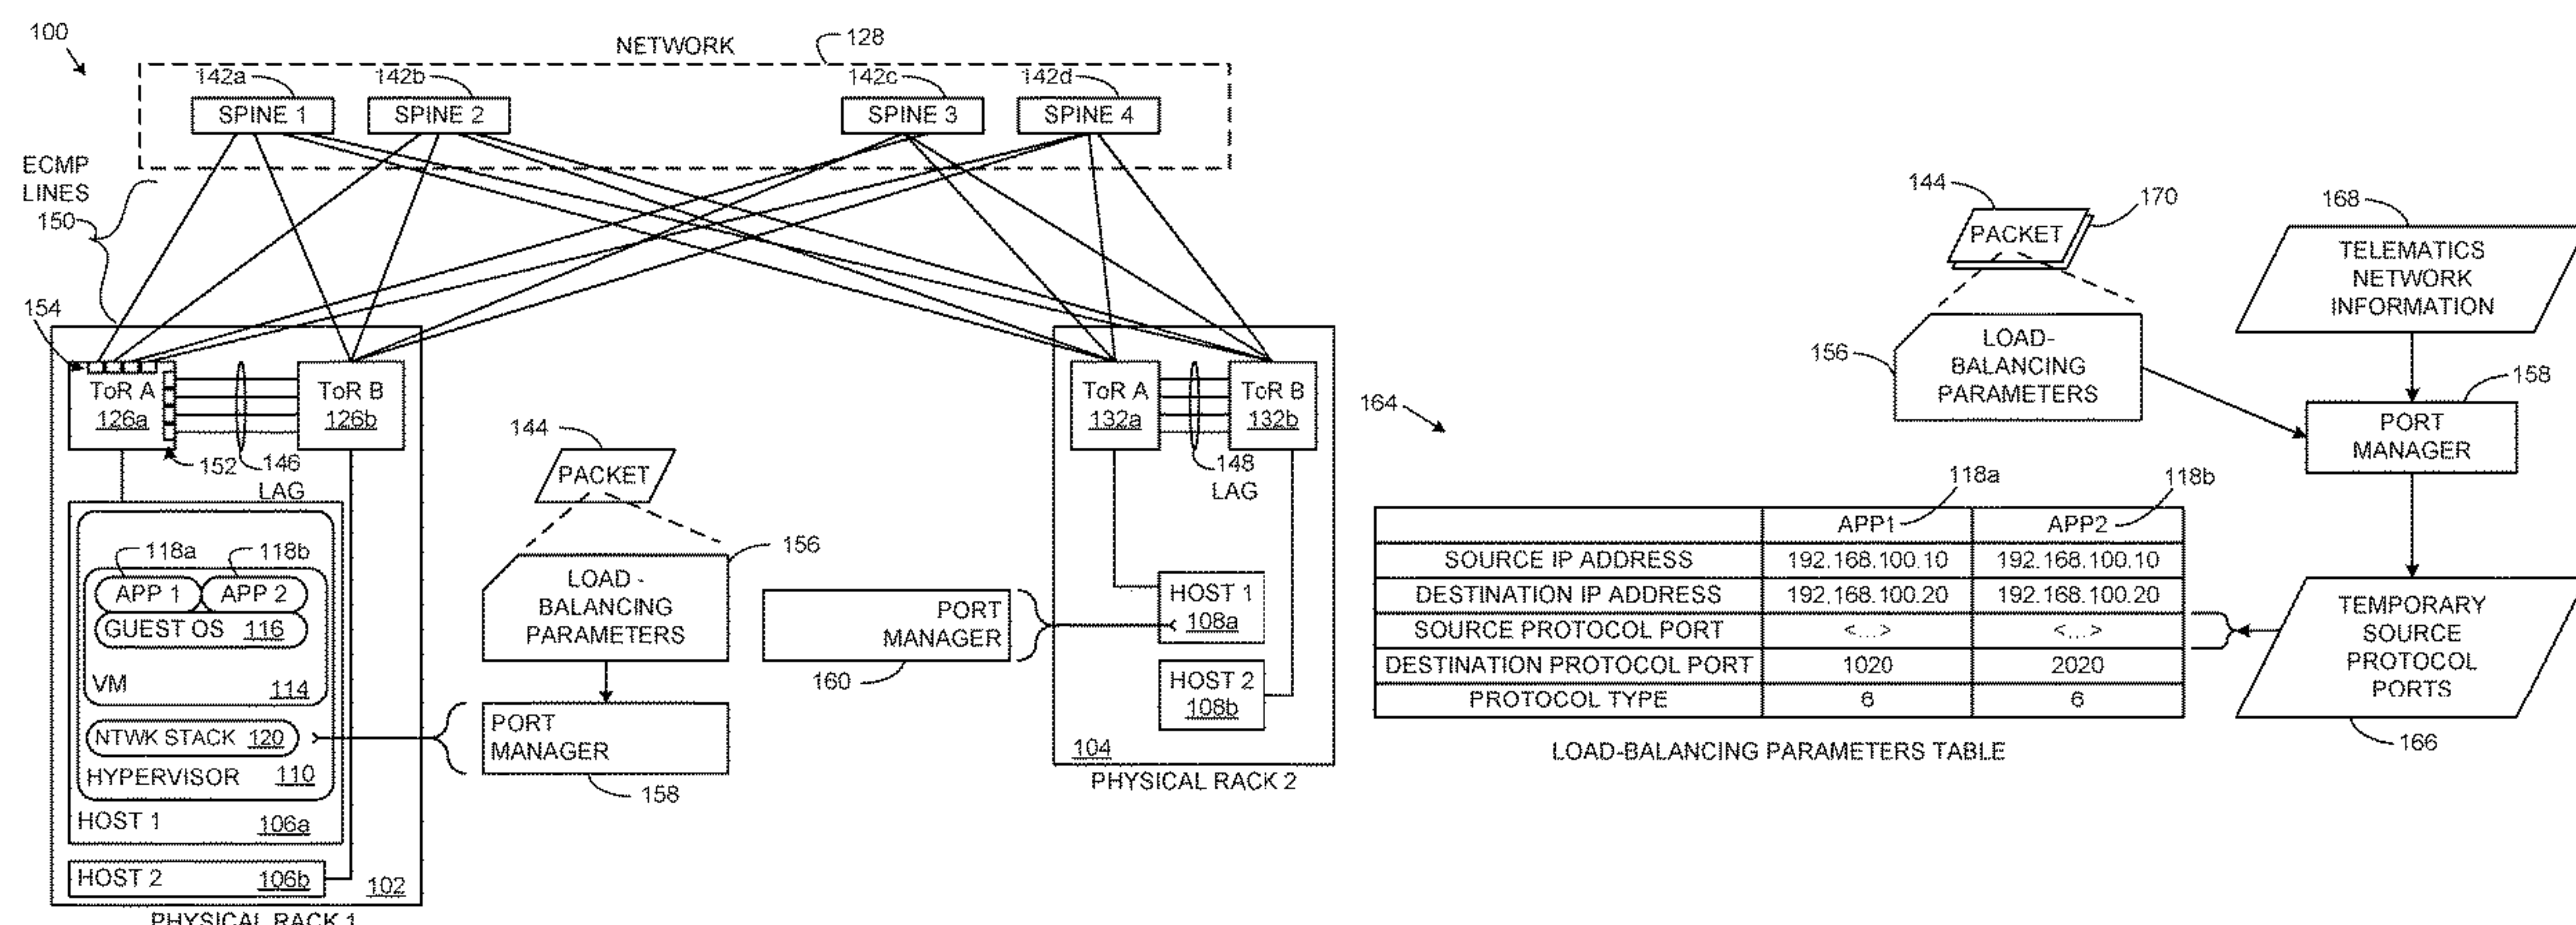 100
NETWORK
128
142a
142b
142c
142d
SPINE 1
SPINE 2
SPINE 3
SPINE 4
ECMP
LINES
150
154
ToR A
126a
ToR B
126b
152
146
LAG
118a
118b
APP 1
APP 2
GUEST OS 116
VM 114
NTWK STACK 120
HYPERVISOR 110
HOST 1 106a
HOST 2 106b
102
PHYSICAL RACK 1
144
PACKET
156
LOAD -
BALANCING
PARAMETERS
PORT
MANAGER
158
PORT
MANAGER
160
ToR A
132a
ToR B
132b
148
LAG
HOST 1
108a
HOST 2
108b
104
PHYSICAL RACK 2
164
144
170
PACKET
156
LOAD-
BALANCING
PARAMETERS
168
TELEMATICS
NETWORK
INFORMATION
158
PORT
MANAGER
118a
118b
APP1 APP2
SOURCE IP ADDRESS 192.168.100.10 192.168.100.10
DESTINATION IP ADDRESS 192.168.100.20 192.168.100.20
SOURCE PROTOCOL PORT <...> <...>
DESTINATION PROTOCOL PORT 1020 2020
PROTOCOL TYPE 6 6
LOAD-BALANCING PARAMETERS TABLE
TEMPORARY
SOURCE
PROTOCOL
PORTS
166